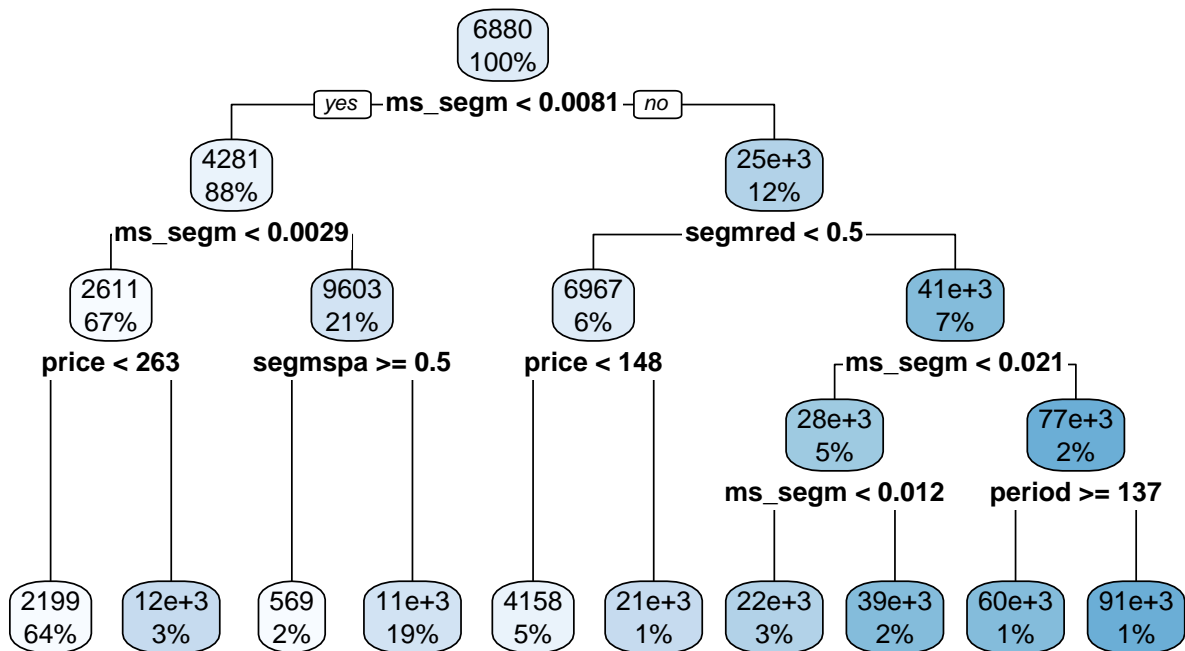 6880
100%
yes ms_segm < 0.0081 no
4281 25e+3
88% 12%
ms_segm < 0.0029 segmred < 0.5
2611 9603 6967 41e+3
67% 21% 6% 7%
price < 263 segmspa >= 0.5 price < 148 ms_segm < 0.021
28e+3 77e+3
5% 2%
ms_segm < 0.012 period >= 137
2199 12e+3 569 11e+3 4158 21e+3 22e+3 39e+3 60e+3 91e+3
64% 3% 2% 19% 5% 1% 3% 2% 1% 1%